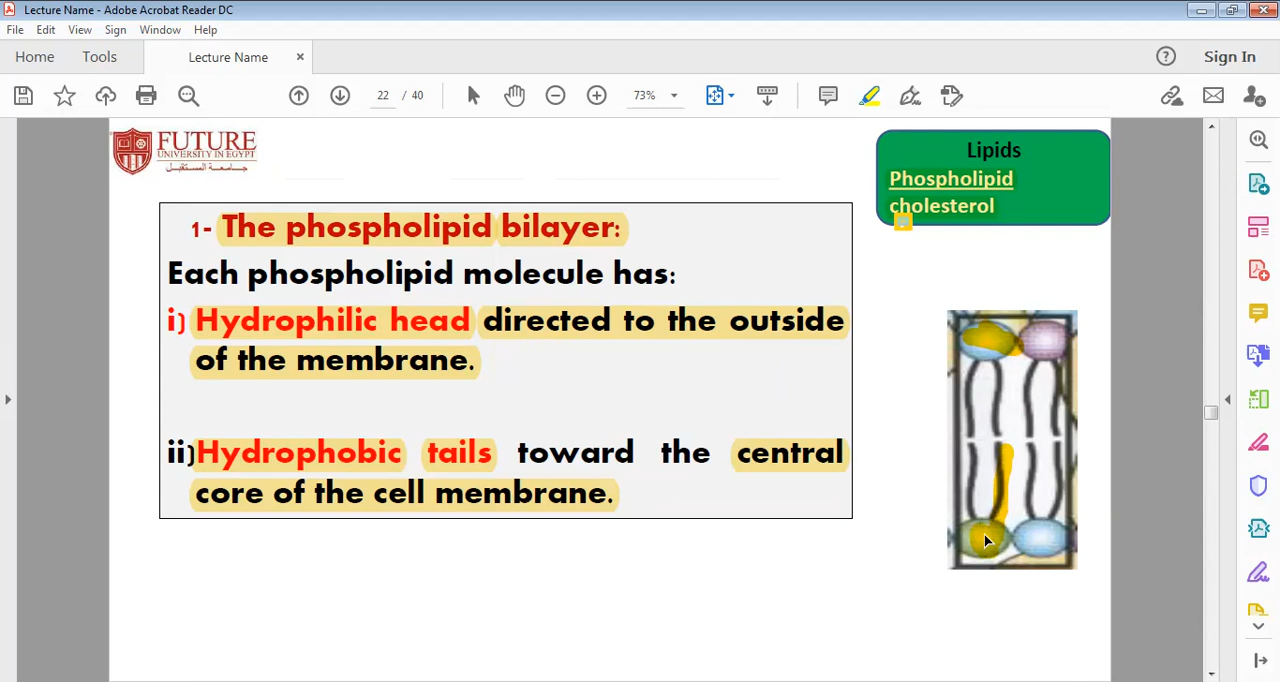 Lecture Name - Adobe Acrobat Reader DC
File Edit View Sign Window Help
Home Tools Lecture Name × Sign In
22 / 40 73%
FUTURE
UNIVERSITY IN EGYPT
جامعة المستقبل
Lipids
Phospholipid
cholesterol
1- The phospholipid bilayer:
Each phospholipid molecule has:
i) Hydrophilic head directed to the outside
of the membrane.
ii)Hydrophobic tails toward the central
core of the cell membrane.